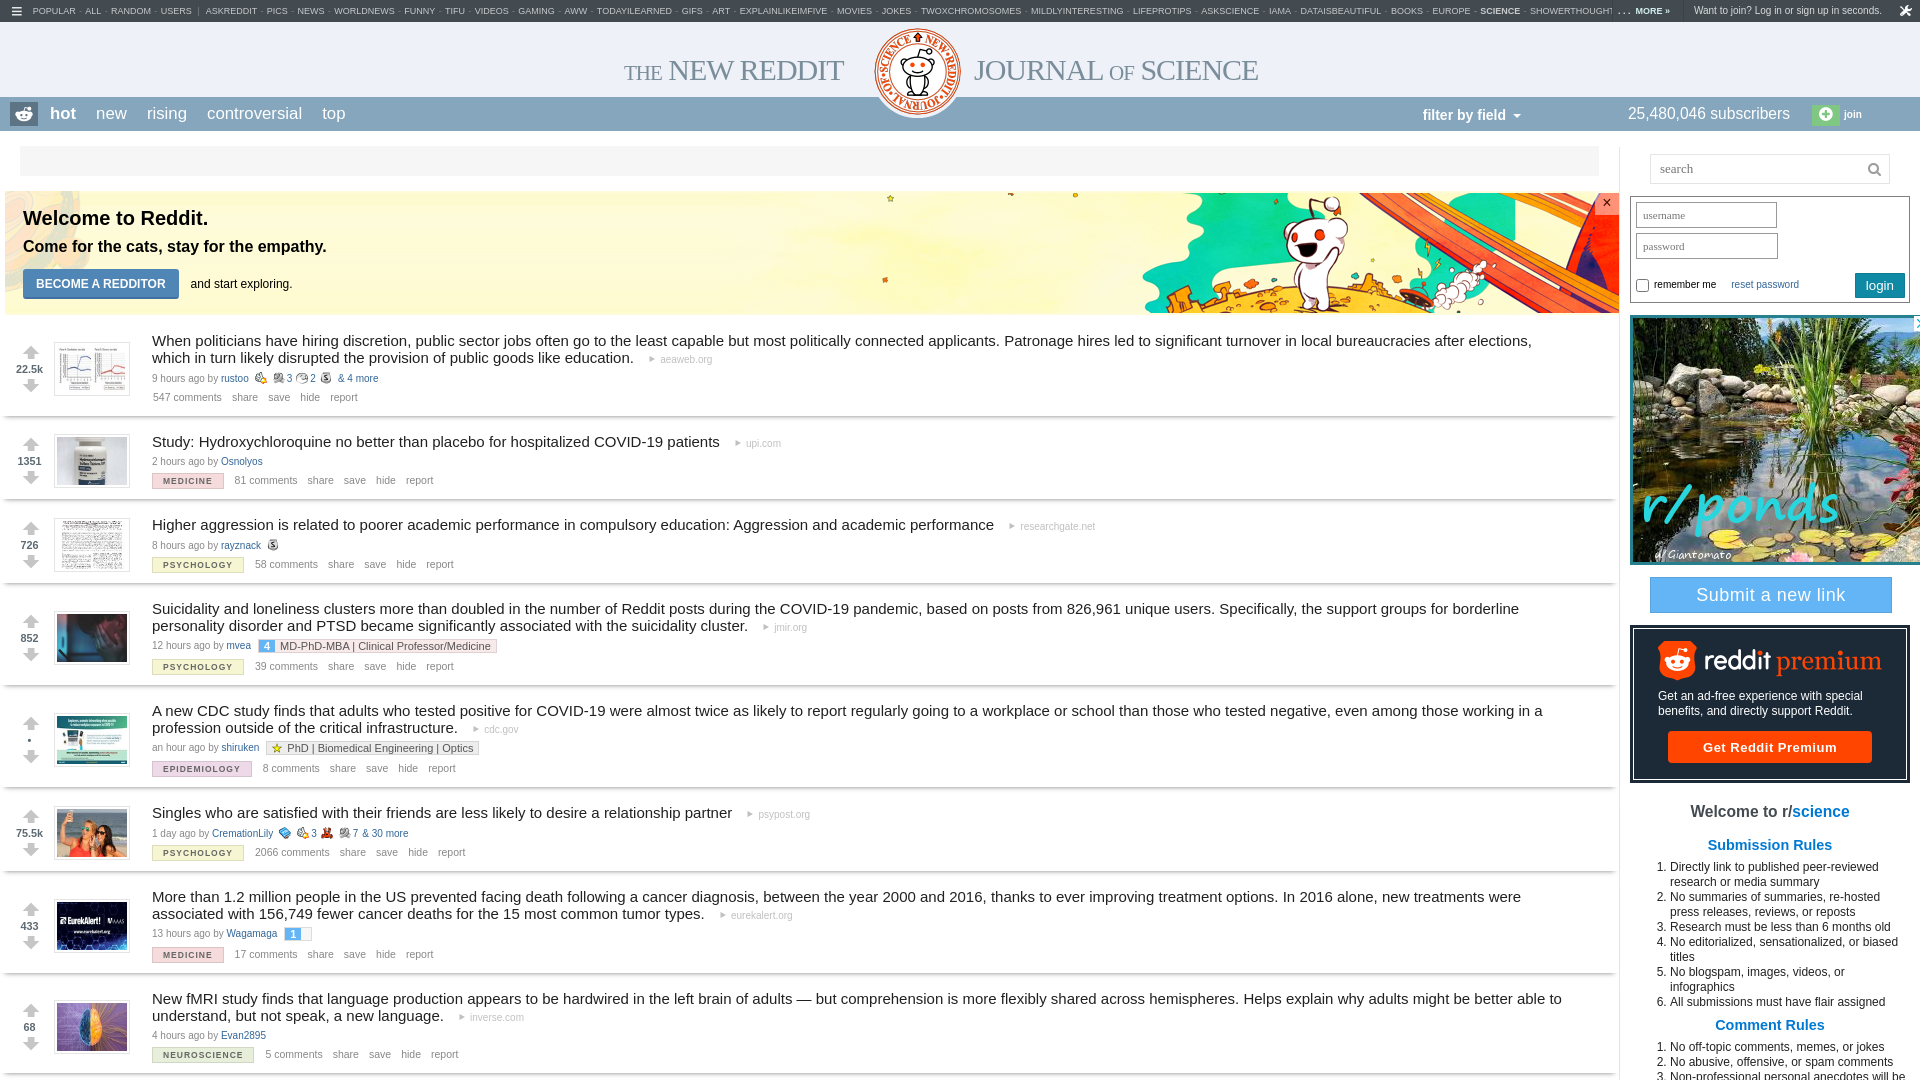 POPULAR - ALL - RANDOM - USERS | ASKREDDIT - PICS - NEWS - WORLDNEWS - FUNNY - TIFU - VIDEOS - GAMING - AWW - TODAYILEARNED - GIFS - ART - EXPLAINLIKEIMFIVE - MOVIES - JOKES - TWOXCHROMOSOMES - MILDLYINTERESTING - LIFEPROTIPS - ASKSCIENCE - IAMA - DATAISBEAUTIFUL - BOOKS - EUROPE - SCIENCE - SHOWERTHOUGHT ... MORE »
Want to join? Log in or sign up in seconds.
THE NEW REDDIT JOURNAL OF SCIENCE
NEW·REDDIT·JOURNAL·OF·SCIENCE
hot new rising controversial top
filter by field
25,480,046 subscribers
join
Welcome to Reddit.
Come for the cats, stay for the empathy.
BECOME A REDDITOR and start exploring.
×
When politicians have hiring discretion, public sector jobs often go to the least capable but most politically connected applicants. Patronage hires led to significant turnover in local bureaucracies after elections,
which in turn likely disrupted the provision of public goods like education. aeaweb.org
22.5k
9 hours ago by rustoo 3 2 & 4 more
547 comments share save hide report
Study: Hydroxychloroquine no better than placebo for hospitalized COVID-19 patients upi.com
1351
2 hours ago by Osnolyos
MEDICINE 81 comments share save hide report
Higher aggression is related to poorer academic performance in compulsory education: Aggression and academic performance researchgate.net
726
8 hours ago by rayznack
PSYCHOLOGY 58 comments share save hide report
Suicidality and loneliness clusters more than doubled in the number of Reddit posts during the COVID-19 pandemic, based on posts from 826,961 unique users. Specifically, the support groups for borderline
personality disorder and PTSD became significantly associated with the suicidality cluster. jmir.org
852
12 hours ago by mvea 4 MD-PhD-MBA | Clinical Professor/Medicine
PSYCHOLOGY 39 comments share save hide report
A new CDC study finds that adults who tested positive for COVID-19 were almost twice as likely to report regularly going to a workplace or school than those who tested negative, even among those working in a
profession outside of the critical infrastructure. cdc.gov
•
an hour ago by shiruken PhD | Biomedical Engineering | Optics
EPIDEMIOLOGY 8 comments share save hide report
Singles who are satisfied with their friends are less likely to desire a relationship partner psypost.org
75.5k
1 day ago by CremationLily 3 7 & 30 more
PSYCHOLOGY 2066 comments share save hide report
More than 1.2 million people in the US prevented facing death following a cancer diagnosis, between the year 2000 and 2016, thanks to ever improving treatment options. In 2016 alone, new treatments were
associated with 156,749 fewer cancer deaths for the 15 most common tumor types. eurekalert.org
433
EurekAlert! AAAS
www.eurekalert.org
13 hours ago by Wagamaga 1
MEDICINE 17 comments share save hide report
New fMRI study finds that language production appears to be hardwired in the left brain of adults — but comprehension is more flexibly shared across hemispheres. Helps explain why adults might be better able to
understand, but not speak, a new language. inverse.com
68
4 hours ago by Evan2895
NEUROSCIENCE 5 comments share save hide report
search
username
password
remember me reset password login
r/ponds
u/Giantomato
Submit a new link
reddit premium
Get an ad-free experience with special
benefits, and directly support Reddit.
Get Reddit Premium
Welcome to r/science
Submission Rules
1. Directly link to published peer-reviewed
research or media summary
2. No summaries of summaries, re-hosted
press releases, reviews, or reposts
3. Research must be less than 6 months old
4. No editorialized, sensationalized, or biased
titles
5. No blogspam, images, videos, or
infographics
6. All submissions must have flair assigned
Comment Rules
1. No off-topic comments, memes, or jokes
2. No abusive, offensive, or spam comments
3. Non-professional personal anecdotes will be